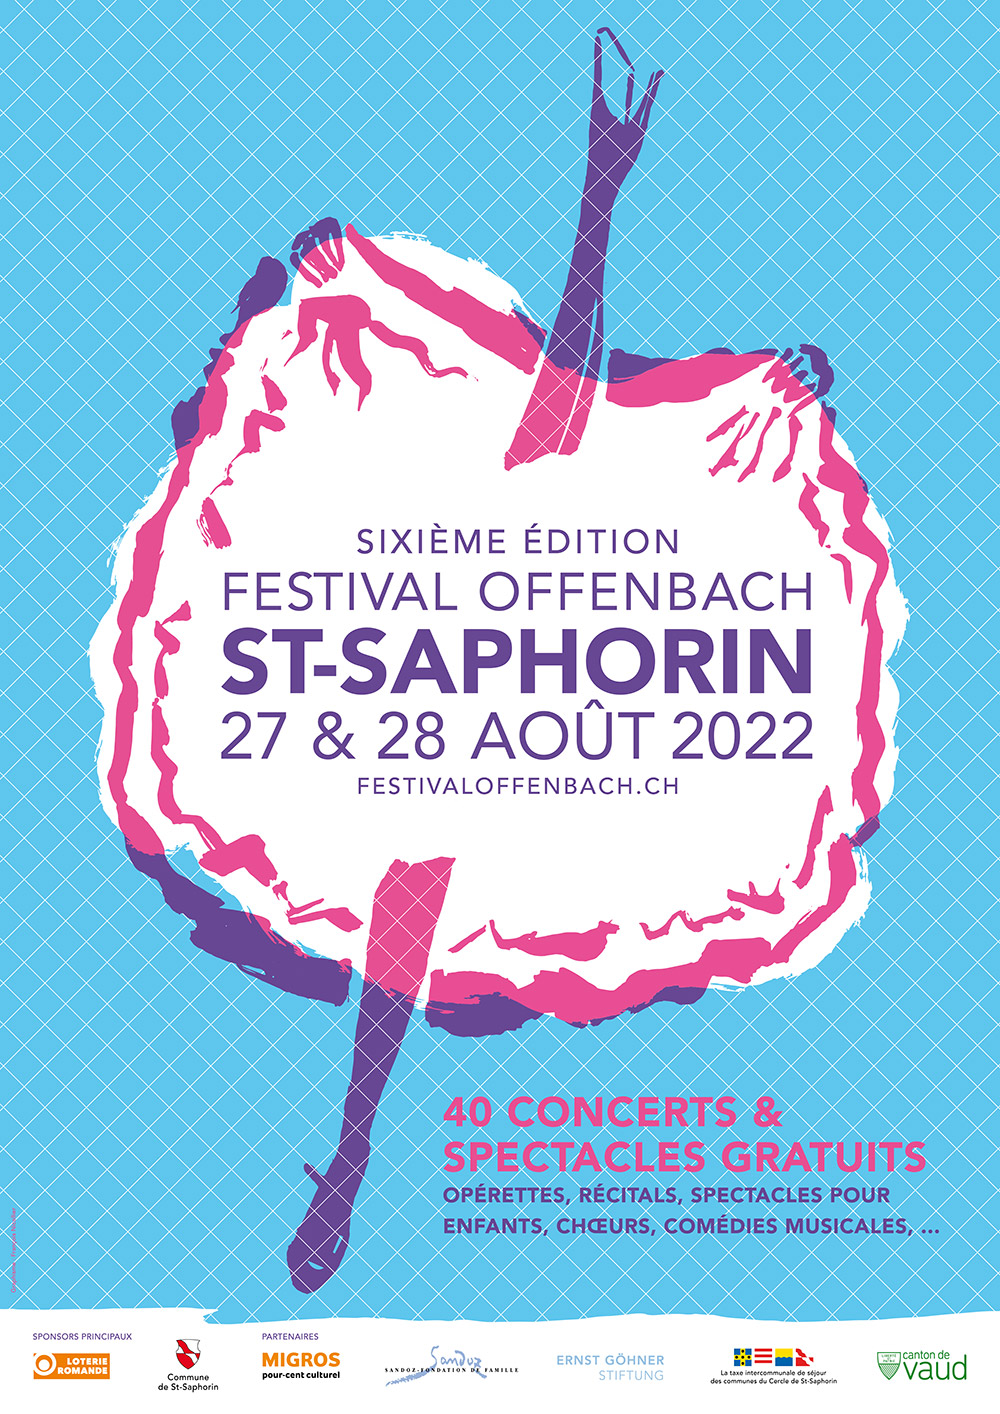 SIXIÈME ÉDITION
FESTIVAL OFFENBACH
ST-SAPHORIN
27 & 28 AOÛT 2022
FESTIVALOFFENBACH.CH
40 CONCERTS &
SPECTACLES GRATUITS
OPÉRETTES, RÉCITALS, SPECTACLES POUR
ENFANTS, CHŒURS, COMÉDIES MUSICALES, ...
SPONSORS PRINCIPAUX
LOTERIE
ROMANDE
Commune
de St-Saphorin
PARTENAIRES
MIGROS
pour-cent culturel
Sandoz
SANDOZ-FONDATION DE FAMILLE
ERNST GÖHNER
STIFTUNG
La taxe intercommunale de séjour
des communes du Cercle de St-Saphorin
LIBERTÉ
ET
PATRIE
canton de
vaud